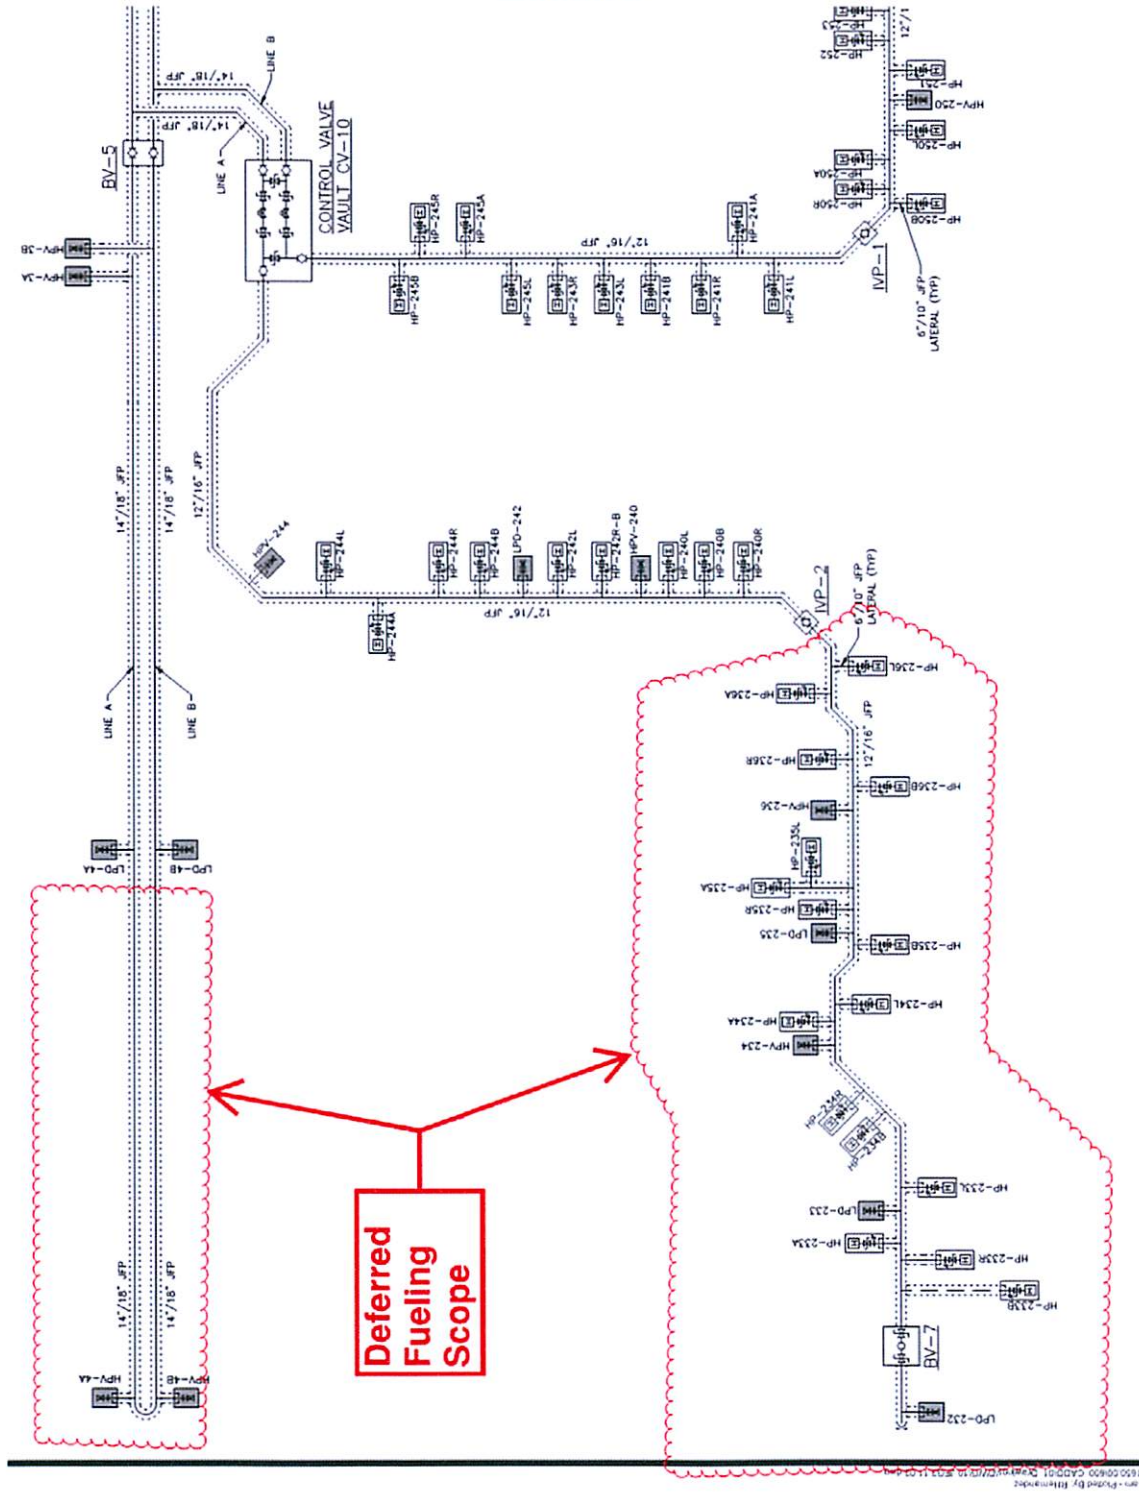 HP-253
HP-252
12"/1
HP-251
HPV-250
HP-250L
HP-250A
HP-250R
HP-250B
14"/18" JFP
LINE B
14"/18" JFP
LINE A
BV-5
CONTROL VALVE
VAULT CV-10
HPV-3B
HPV-3A
HP-245R
HP-245A
HP-241A
12"/16" JFP
HP-245B
HP-245L
HP-243R
HP-243L
HP-241B
HP-241R
HP-241L
IVP-1
6"/10" JFP
LATERAL (TYP)
14"/18" JFP
14"/18" JFP
12"/16" JFP
HPV-244
HP-244L
HP-244R
HP-244B
LPD-242
HP-242L
HP-242R-B
HPV-240
HP-240L
HP-240B
HP-240R
HP-244A
12"/16" JFP
IVP-2
6"/10" JFP
LATERAL (TYP)
LINE A
LINE B
HP-236L
HP-236A
12"/16" JFP
HP-236R
HP-236B
HPV-236
HP-235L
HP-235A
HP-235R
LPD-235
HP-235B
LPD-4A
LPD-4B
HP-234L
HP-234A
HPV-234
HP-234R
HP-234B
HP-233L
LPD-233
HP-233A
HP-233R
HP-233B
BV-7
LPD-232
14"/18" JFP
14"/18" JFP
HPV-4A
HPV-4B
Deferred
Fueling
Scope